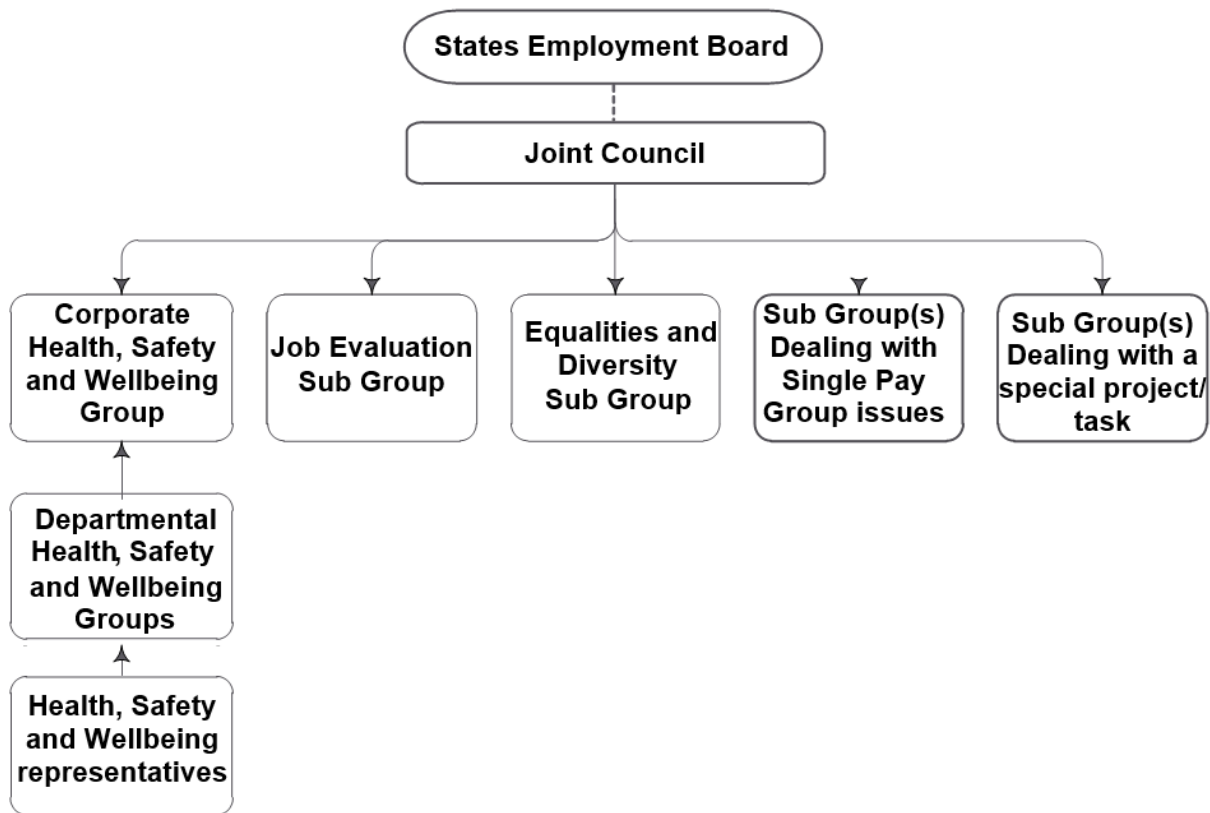 States Employment Board
Joint Council
Corporate
Health, Safety
and Wellbeing
Group
Job Evaluation
Sub Group
Equalities and
Diversity
Sub Group
Sub Group(s)
Dealing with
Single Pay
Group issues
Sub Group(s)
Dealing with a
special project/
task
Departmental
Health, Safety
and Wellbeing
Groups
Health, Safety
and Wellbeing
representatives